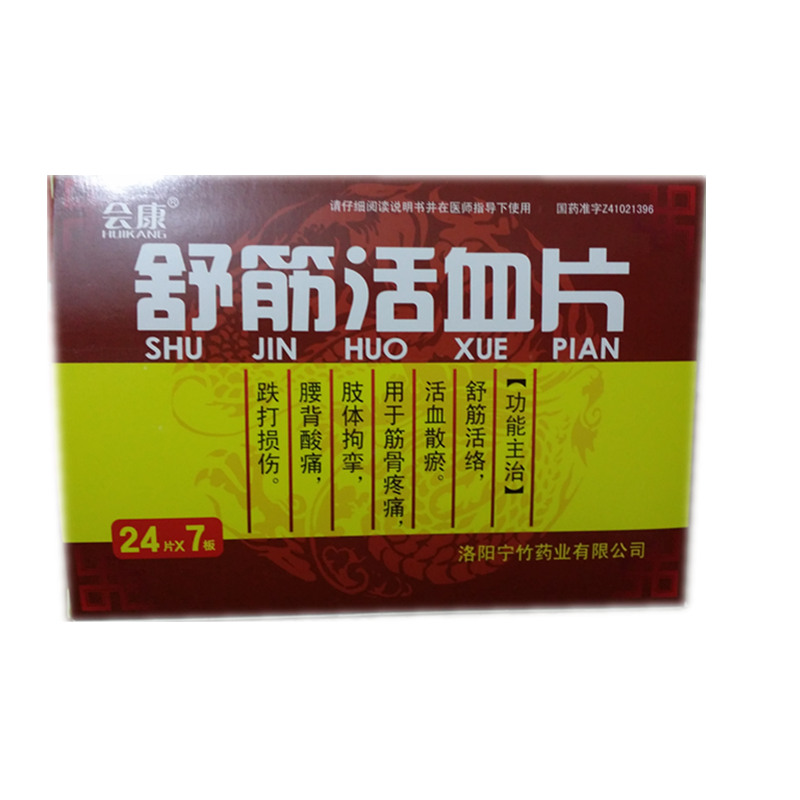 会康®
HUIKANG
请仔细阅读说明书并在医师指导下使用 国药准字Z41021396
舒筋活血片
SHU JIN HUO XUE PIAN
【功能主治】
舒筋活络,
活血散瘀。
用于筋骨疼痛,
肢体拘挛,
腰背酸痛,
跌打损伤。
24片X7板
洛阳宁竹药业有限公司